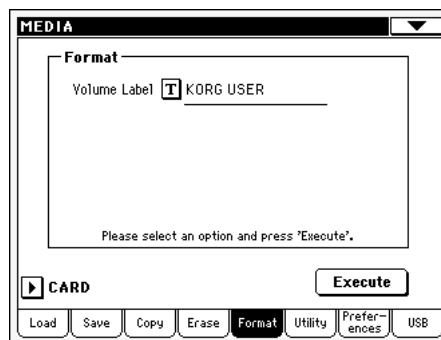 MEDIA
Format
Volume Label T KORG USER
Please select an option and press 'Execute'.
CARD
Execute
Load Save Copy Erase Format Utility Prefer-
ences USB